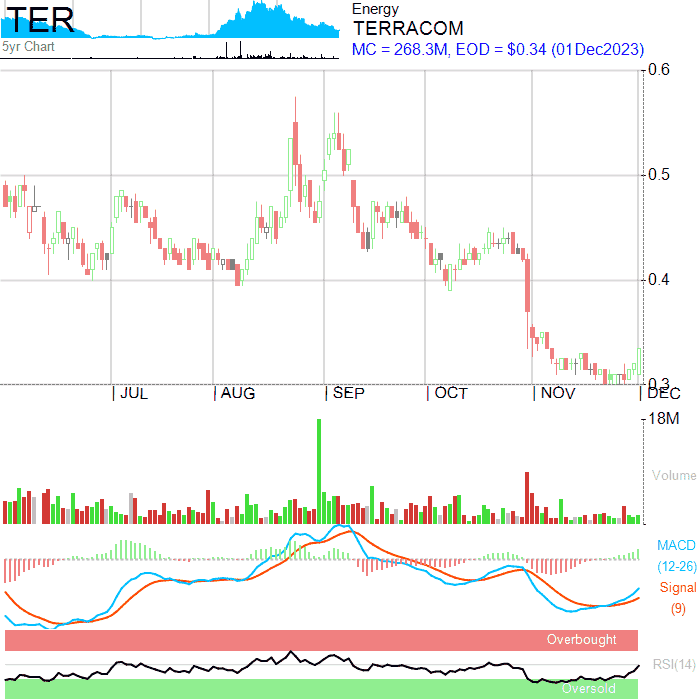 TER
5yr Chart
Energy
TERRACOM
MC = 268.3M, EOD = $0.34 (01Dec2023)
0.6
0.5
0.4
0.3
JUL
AUG
SEP
OCT
NOV
DEC
18M
Volume
MACD
(12-26)
Signal
(9)
Overbought
RSI(14)
Oversold